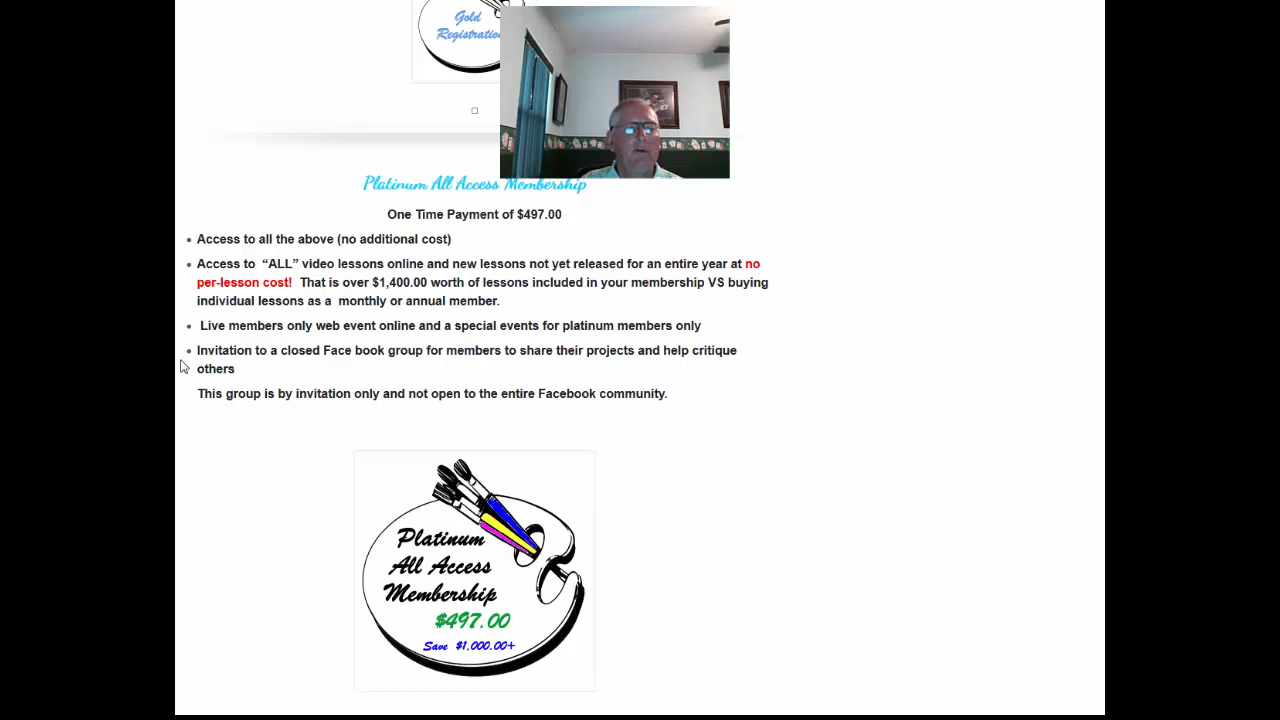 Gold
Registration
Platinum All Access Membership
One Time Payment of $497.00
Access to all the above (no additional cost)
Access to “ALL” video lessons online and new lessons not yet released for an entire year at no
per-lesson cost! That is over $1,400.00 worth of lessons included in your membership VS buying
individual lessons as a monthly or annual member.
Live members only web event online and a special events for platinum members only
Invitation to a closed Face book group for members to share their projects and help critique
others
This group is by invitation only and not open to the entire Facebook community.
Platinum
All Access
Membership
$497.00
Save $1,000.00+